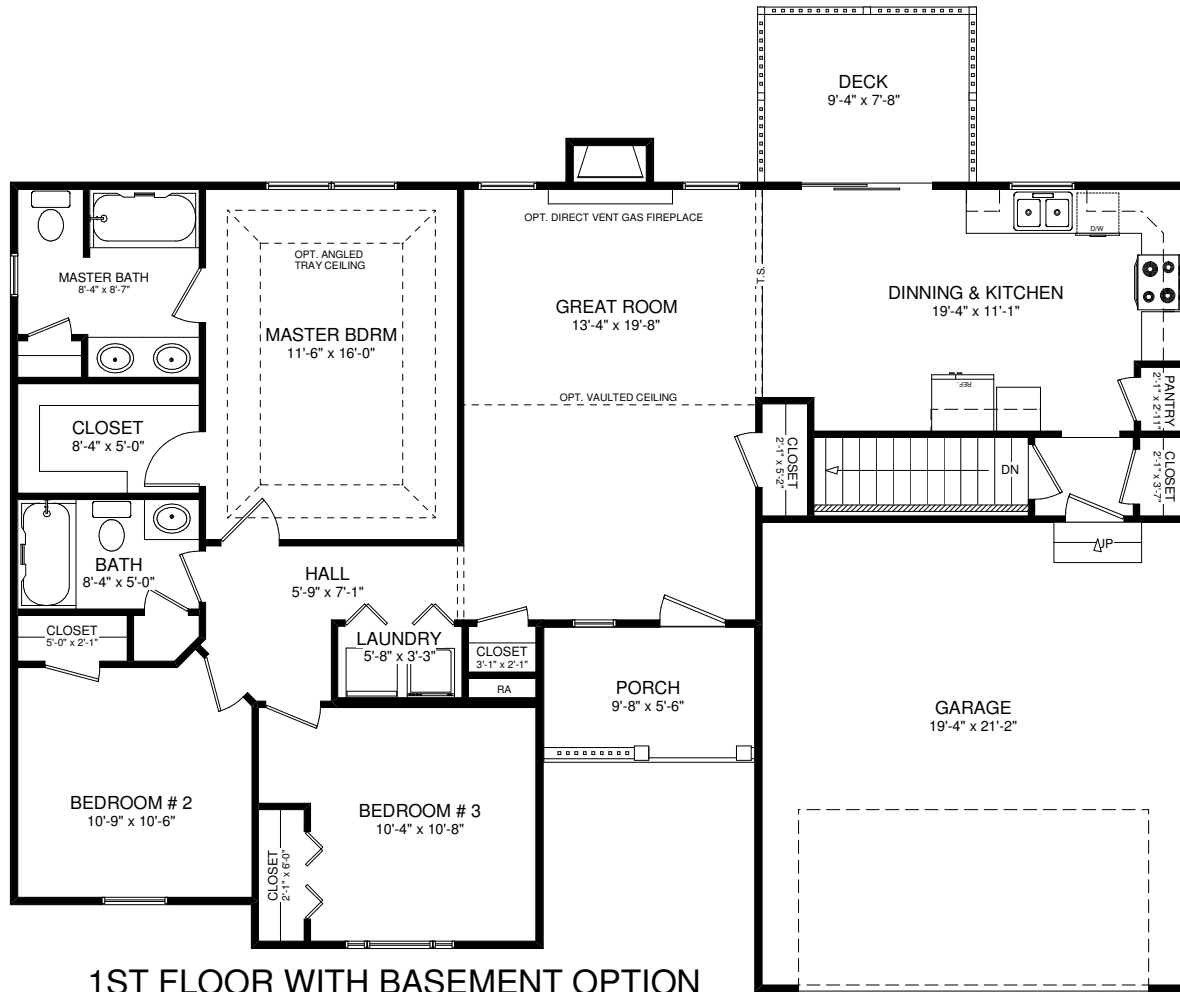 DECK
9'-4" x 7'-8"
OPT. DIRECT VENT GAS FIREPLACE
D/W
OPT. ANGLED
TRAY CEILING
MASTER BATH
8'-4" x 8'-7"
T.S.
GREAT ROOM
13'-4" x 19'-8"
DINNING & KITCHEN
19'-4" x 11'-1"
MASTER BDRM
11'-6" x 16'-0"
REF.
PANTRY
2'-1" x 2'-11"
OPT. VAULTED CEILING
CLOSET
8'-4" x 5'-0"
CLOSET
2'-1" x 5'-2"
DN
CLOSET
2'-1" x 3'-7"
UP
BATH
8'-4" x 5'-0"
HALL
5'-9" x 7'-1"
CLOSET
5'-0" x 2'-1"
LAUNDRY
5'-8" x 3'-3"
CLOSET
3'-1" x 2'-1"
RA
PORCH
9'-8" x 5'-6"
GARAGE
19'-4" x 21'-2"
BEDROOM # 2
10'-9" x 10'-6"
BEDROOM # 3
10'-4" x 10'-8"
CLOSET
2'-1" x 6'-0"
1ST FLOOR WITH BASEMENT OPTION